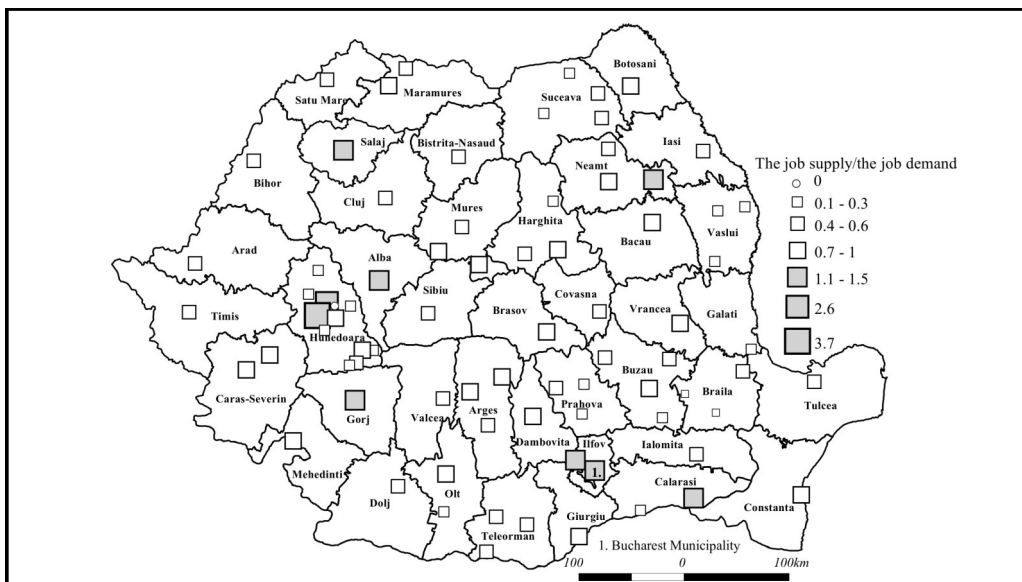 Botosani
Satu Mare
Maramures
Suceava
Salaj
Bistrita-Nasaud
Iasi
Neamt
The job supply/the job demand
0
0.1 - 0.3
0.4 - 0.6
0.7 - 1
1.1 - 1.5
2.6
3.7
Bihor
Cluj
Mures
Harghita
Vaslui
Bacau
Arad
Alba
Sibiu
Covasna
Timis
Brasov
Vrancea
Galati
Hunedoara
Buzau
Caras-Severin
Gorj
Valcea
Arges
Prahova
Braila
Tulcea
Dambovita
Ilfov
Ialomita
1.
Mehedinti
Dolj
Olt
Calarasi
Constanta
Teleorman
Giurgiu
1. Bucharest Municipality
100 0 100km